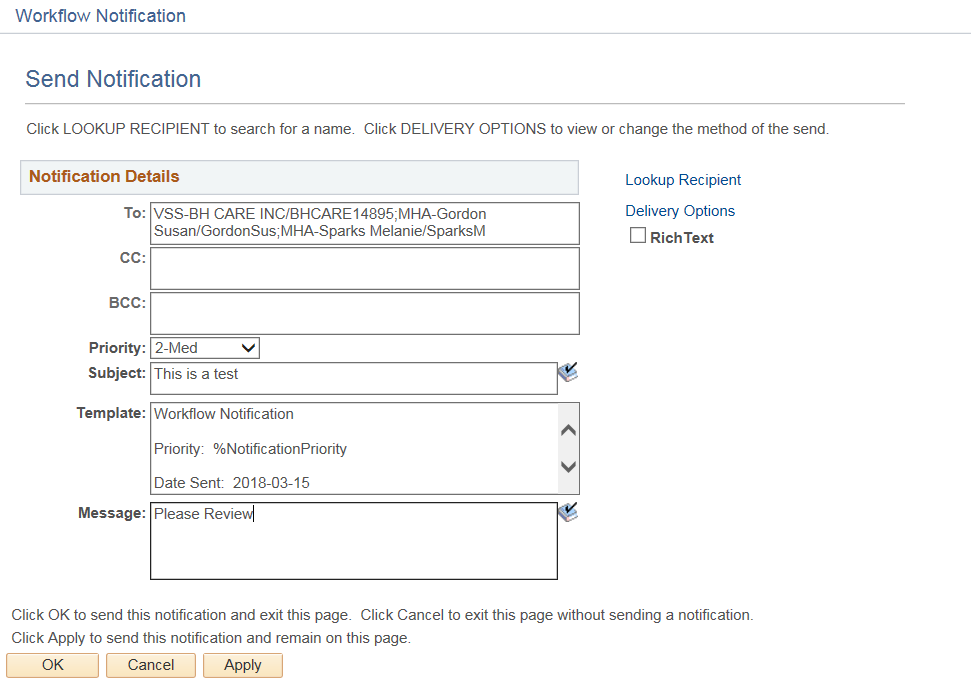 Workflow Notification
Send Notification
Click LOOKUP RECIPIENT to search for a name.  Click DELIVERY OPTIONS to view or change the method of the send.
Notification Details
Lookup Recipient
To: VSS-BH CARE INC/BHCARE14895;MHA-Gordon
Susan/GordonSus;MHA-Sparks Melanie/SparksM
Delivery Options
RichText
CC:
BCC:
Priority: 2-Med
Subject: This is a test
Template: Workflow Notification
Priority:  %NotificationPriority
Date Sent:  2018-03-15
Message: Please Review
Click OK to send this notification and exit this page.  Click Cancel to exit this page without sending a notification.
Click Apply to send this notification and remain on this page.
OK Cancel Apply